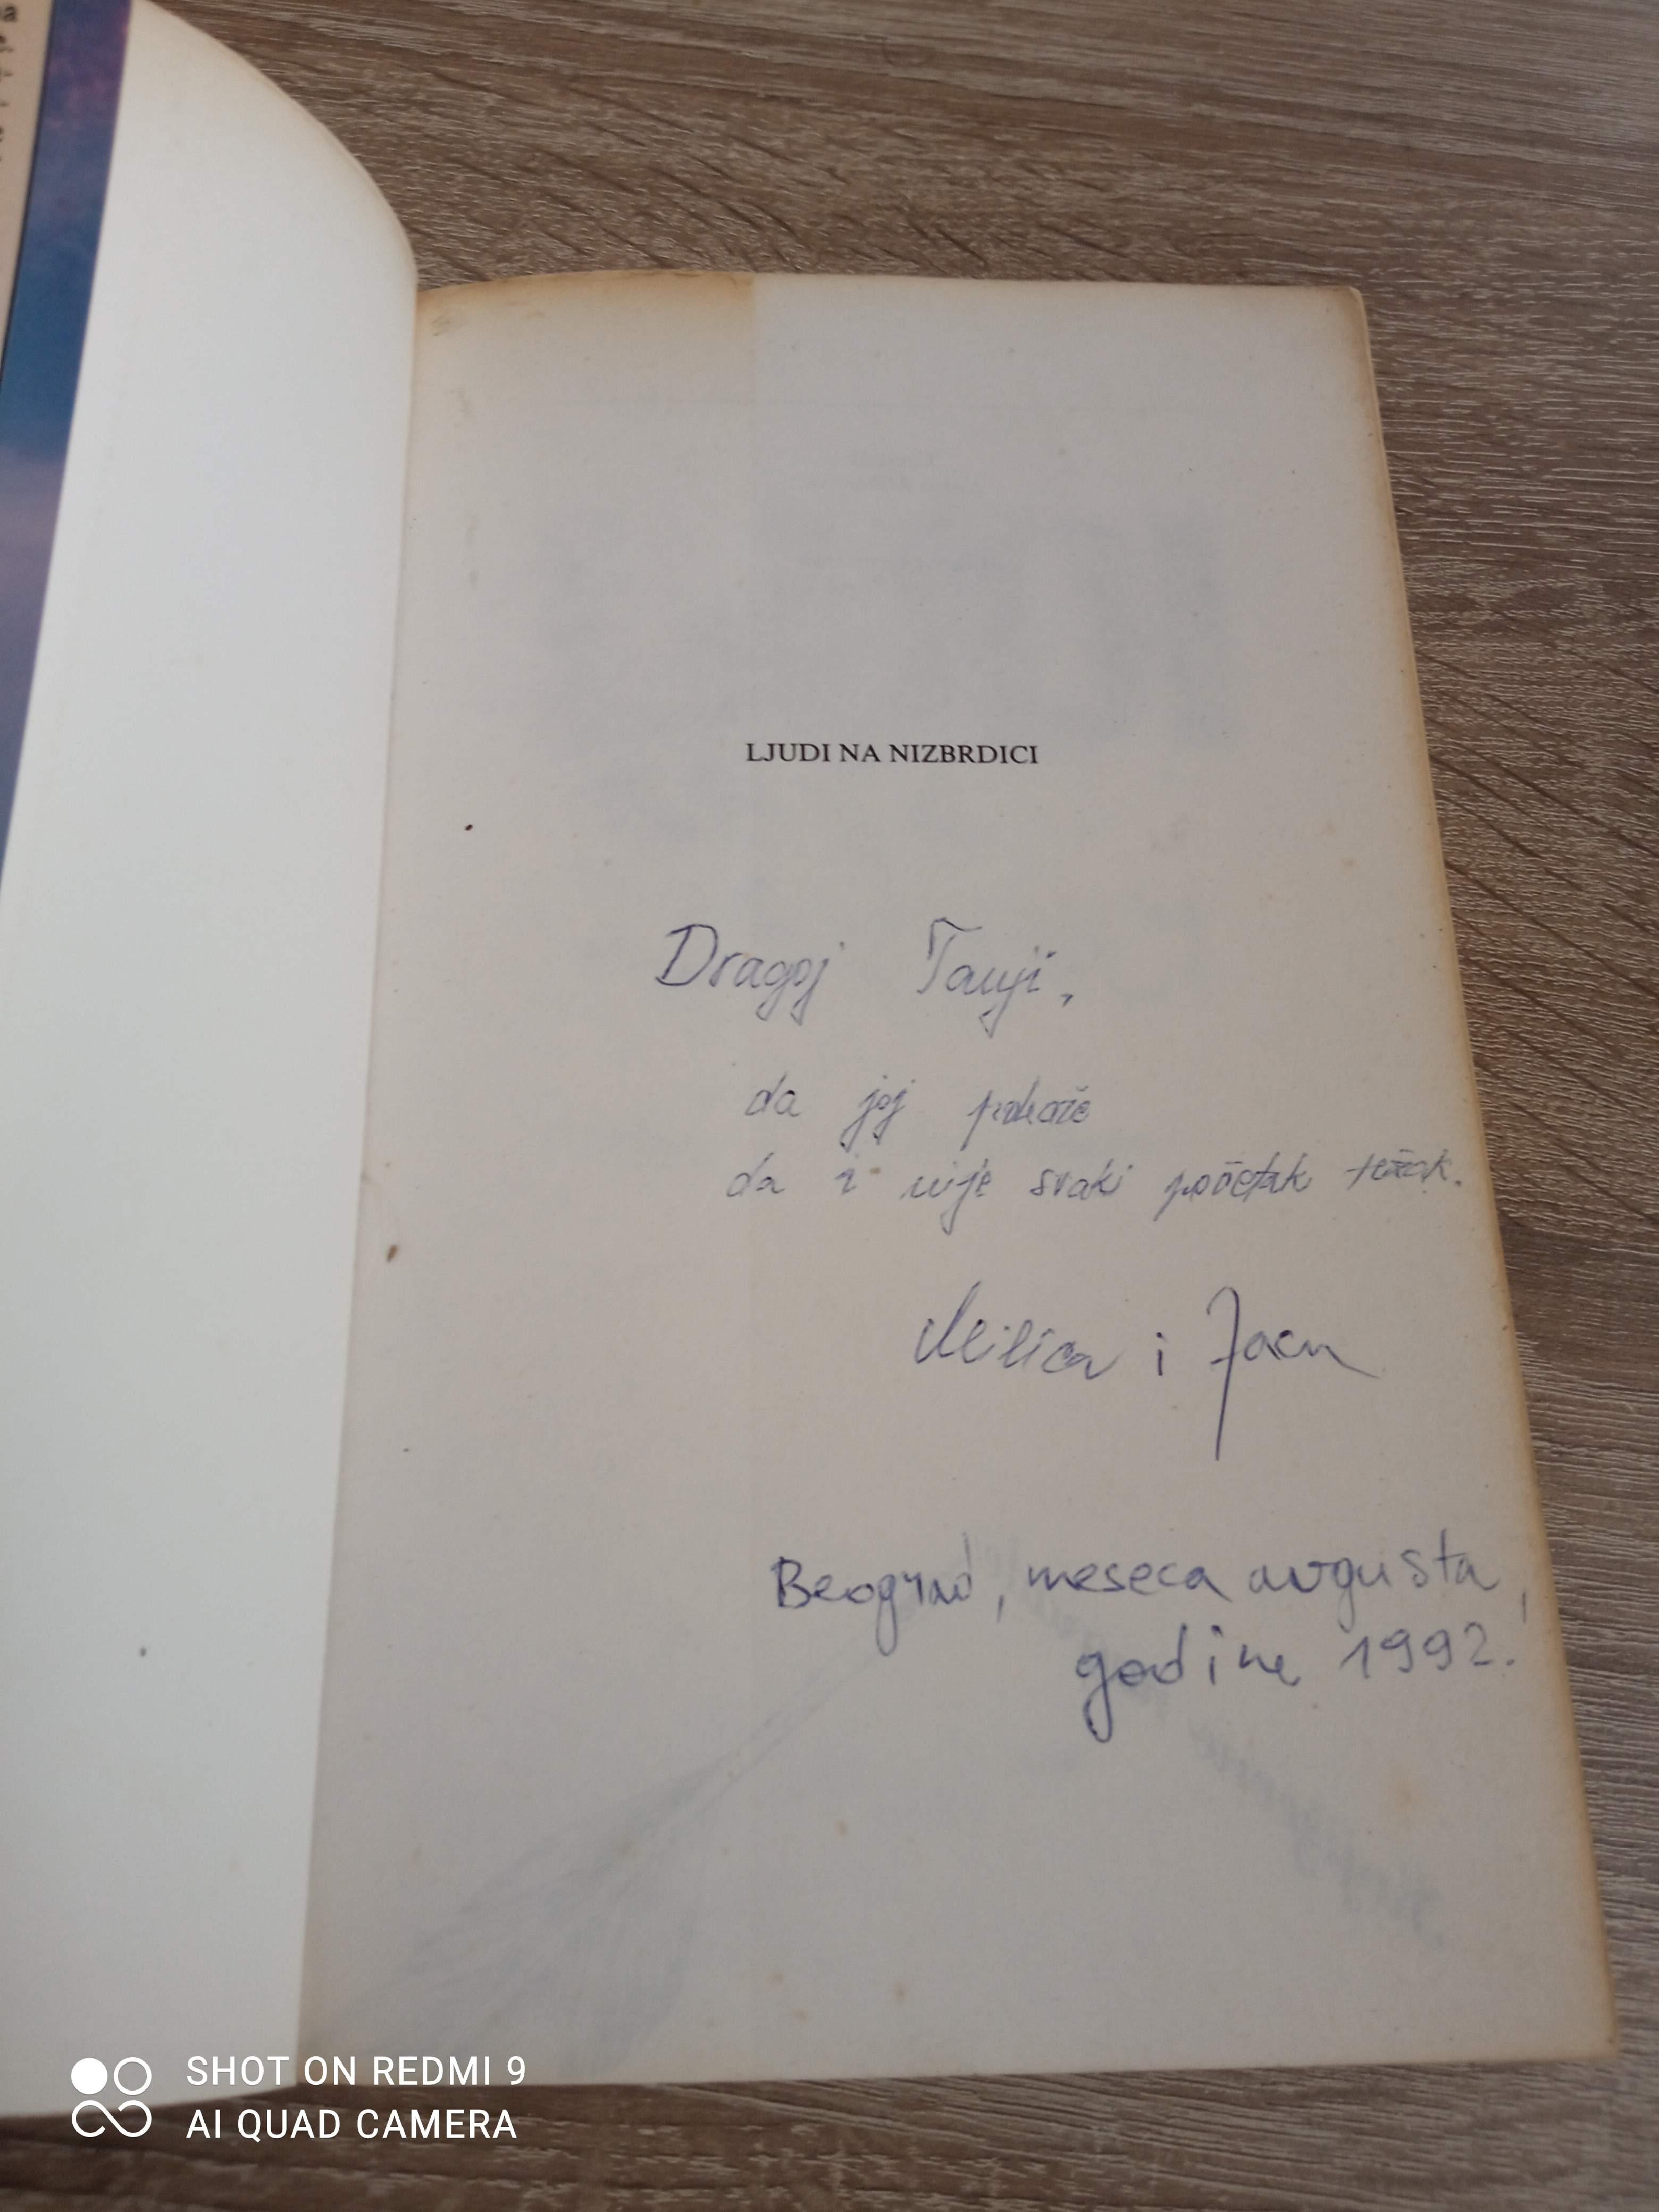 LJUDI NA NIZBRDICI
Dragoj Tanji,
da joj pokaže
da i nije svaki početak težak.
Milica i
Beograd, meseca avgusta,
godine 1992.
SHOT ON REDMI 9
AI QUAD CAMERA